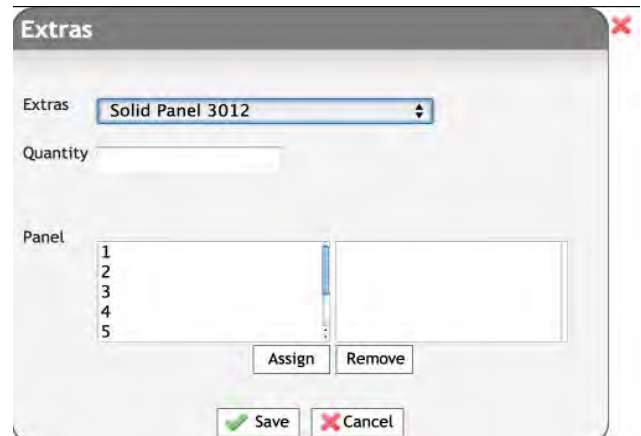 Extras
Extras Solid Panel 3012
Quantity
Panel
1
2
3
4
5
Assign Remove
Save Cancel